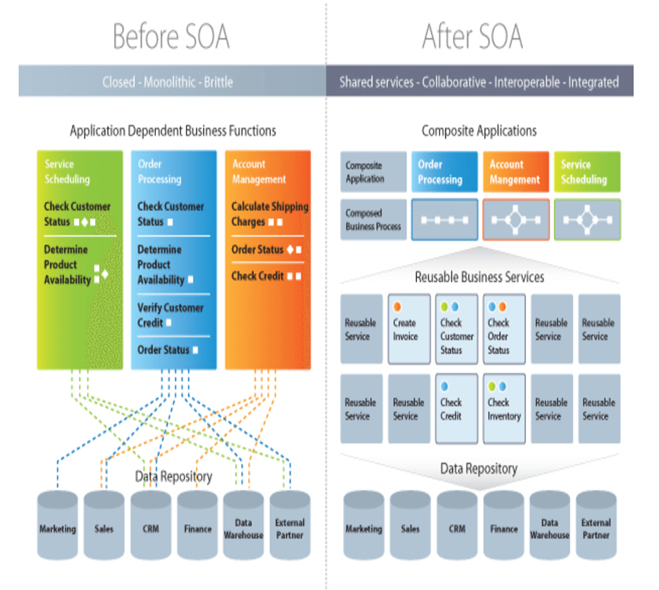 Before SOA
After SOA
Closed - Monolithic - Brittle
Shared services - Collaborative - Interoperable - Integrated
Application Dependent Business Functions
Service
Scheduling
Check Customer
Status
Determine
Product
Availability
Order
Processing
Check Customer
Status
Determine
Product
Availability
Verify Customer
Credit
Order Status
Account
Management
Calculate Shipping
Charges
Order Status
Check Credit
Data Repository
Marketing
Sales
CRM
Finance
Data
Warehouse
External
Partner
Composite Applications
Composite
Application
Order
Processing
Account
Mangement
Service
Scheduling
Composed
Business Process
Reusable Business Services
Reusable
Service
Create
Invoice
Check
Customer
Status
Check
Order
Status
Reusable
Service
Reusable
Service
Reusable
Service
Reusable
Service
Check
Credit
Check
Inventory
Reusable
Service
Reusable
Service
Data Repository
Marketing
Sales
CRM
Finance
Data
Warehouse
External
Partner